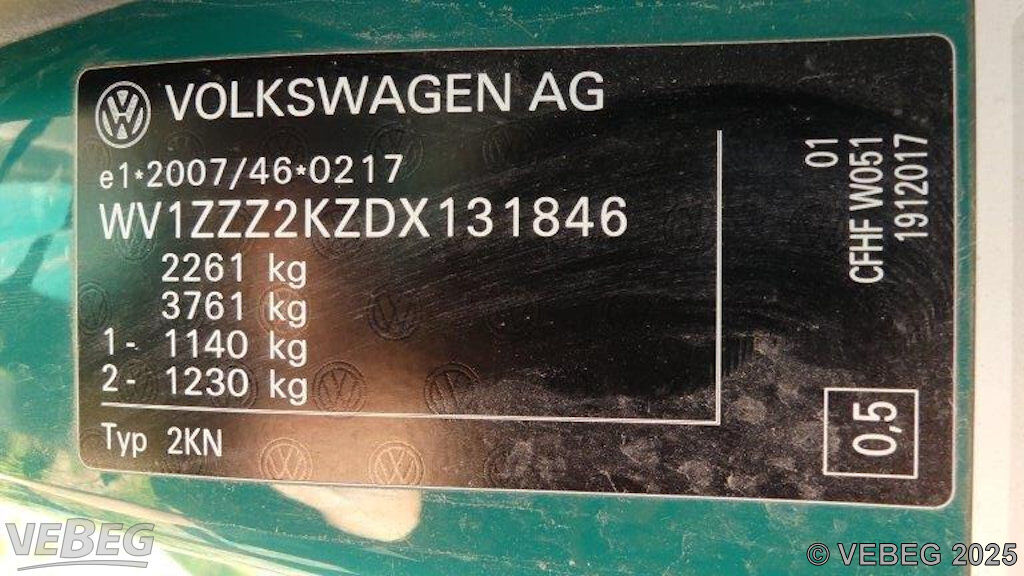 VOLKSWAGEN AG
e1*2007/46*0217
WV1ZZZ2KZDX131846
2261 kg
3761 kg
1- 1140 kg
2- 1230 kg
Typ 2KN
01
CFHF W051
19122017
0,5
VEBEG
© VEBEG 2025